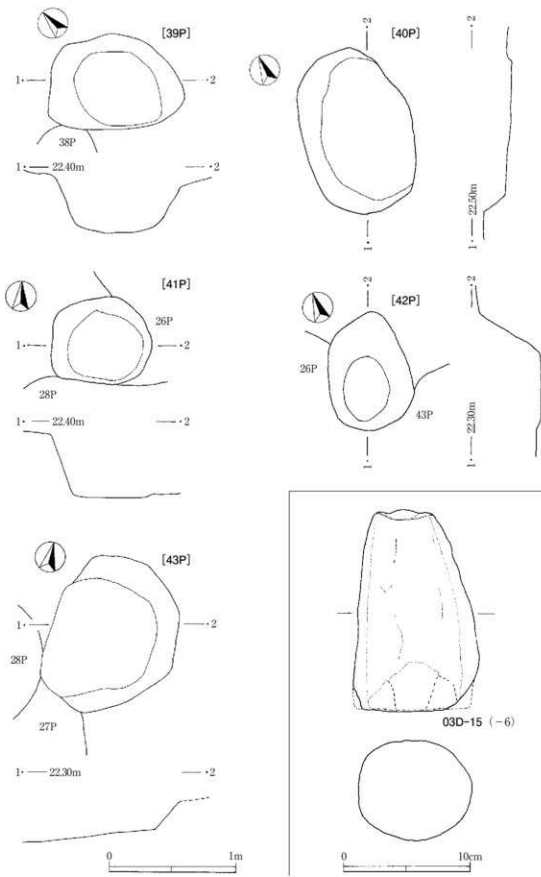 [39P]
1・ ・2
38P
1・ 22.40m ・2
[40P]
・2
1・
・2
22.50m
1・
[41P]
26P
1・ ・2
28P
1・ 22.40m ・2
[42P]
・2
26P
43P
1・
・2
22.30m
1・
[43P]
1・ ・2
28P
27P
1・ 22.30m ・2
0 1m
03D-15 (-6)
0 10cm